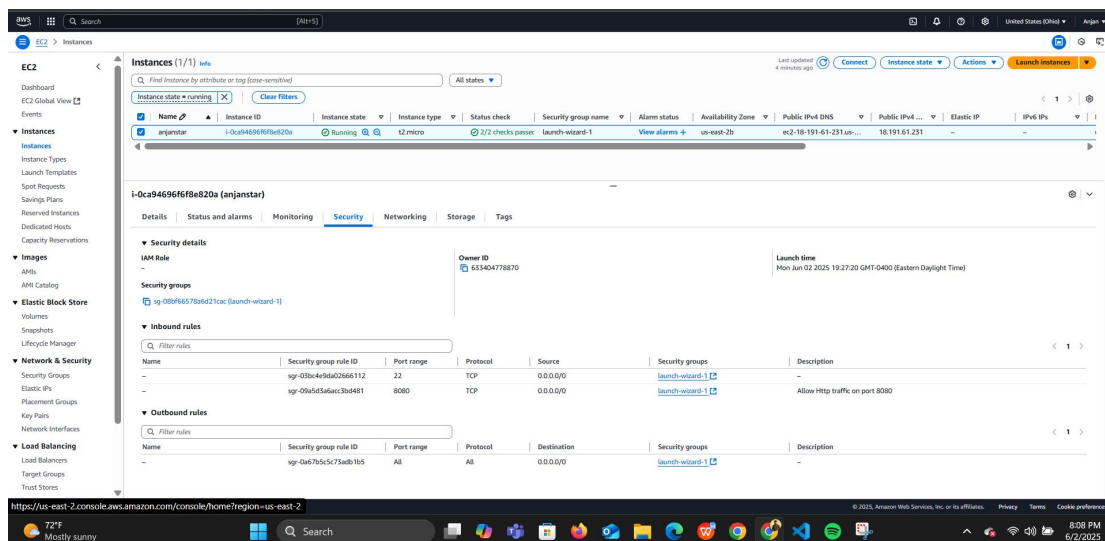 aws
Search
[Alt+S]
United States (Ohio) ▼
Anjan ▼
EC2 > Instances
EC2
Dashboard
EC2 Global View
Events
▼ Instances
Instances
Instance Types
Launch Templates
Spot Requests
Savings Plans
Reserved Instances
Dedicated Hosts
Capacity Reservations
▼ Images
AMIs
AMI Catalog
▼ Elastic Block Store
Volumes
Snapshots
Lifecycle Manager
▼ Network & Security
Security Groups
Elastic IPs
Placement Groups
Key Pairs
Network Interfaces
▼ Load Balancing
Load Balancers
Target Groups
Trust Stores
Instances (1/1) Info
Last updated
4 minutes ago
Connect
Instance state ▼
Actions ▼
Launch instances ▼
Find Instance by attribute or tag (case-sensitive)
All states ▼
Instance state = running X
Clear filters
< 1 >
Name Instance ID Instance state Instance type Status check Security group name Alarm status Availability Zone Public IPv4 DNS Public IPv4 ... Elastic IP IPv6 IPs
anjanstar i-0ca94696f6f8e820a Running t2.micro 2/2 checks passec launch-wizard-1 View alarms + us-east-2b ec2-18-191-61-231.us-... 18.191.61.231 – –
i-0ca94696f6f8e820a (anjanstar)
Details Status and alarms Monitoring Security Networking Storage Tags
▼ Security details
IAM Role Owner ID Launch time
– 633404778870 Mon Jun 02 2025 19:27:20 GMT-0400 (Eastern Daylight Time)
Security groups
sg-08bf66578a6d21cac (launch-wizard-1)
▼ Inbound rules
Filter rules
< 1 >
Name Security group rule ID Port range Protocol Source Security groups Description
– sgr-03bc4e9da02666112 22 TCP 0.0.0.0/0 launch-wizard-1 –
– sgr-09a5d3a6acc3bd481 8080 TCP 0.0.0.0/0 launch-wizard-1 Allow Http traffic on port 8080
▼ Outbound rules
Filter rules
< 1 >
Name Security group rule ID Port range Protocol Destination Security groups Description
– sgr-0a67b5c5c73adb1b5 All All 0.0.0.0/0 launch-wizard-1 –
https://us-east-2.console.aws.amazon.com/console/home?region=us-east-2
© 2025, Amazon Web Services, Inc. or its affiliates. Privacy Terms Cookie preference
72°F
Mostly sunny
Search
8:08 PM
6/2/2025